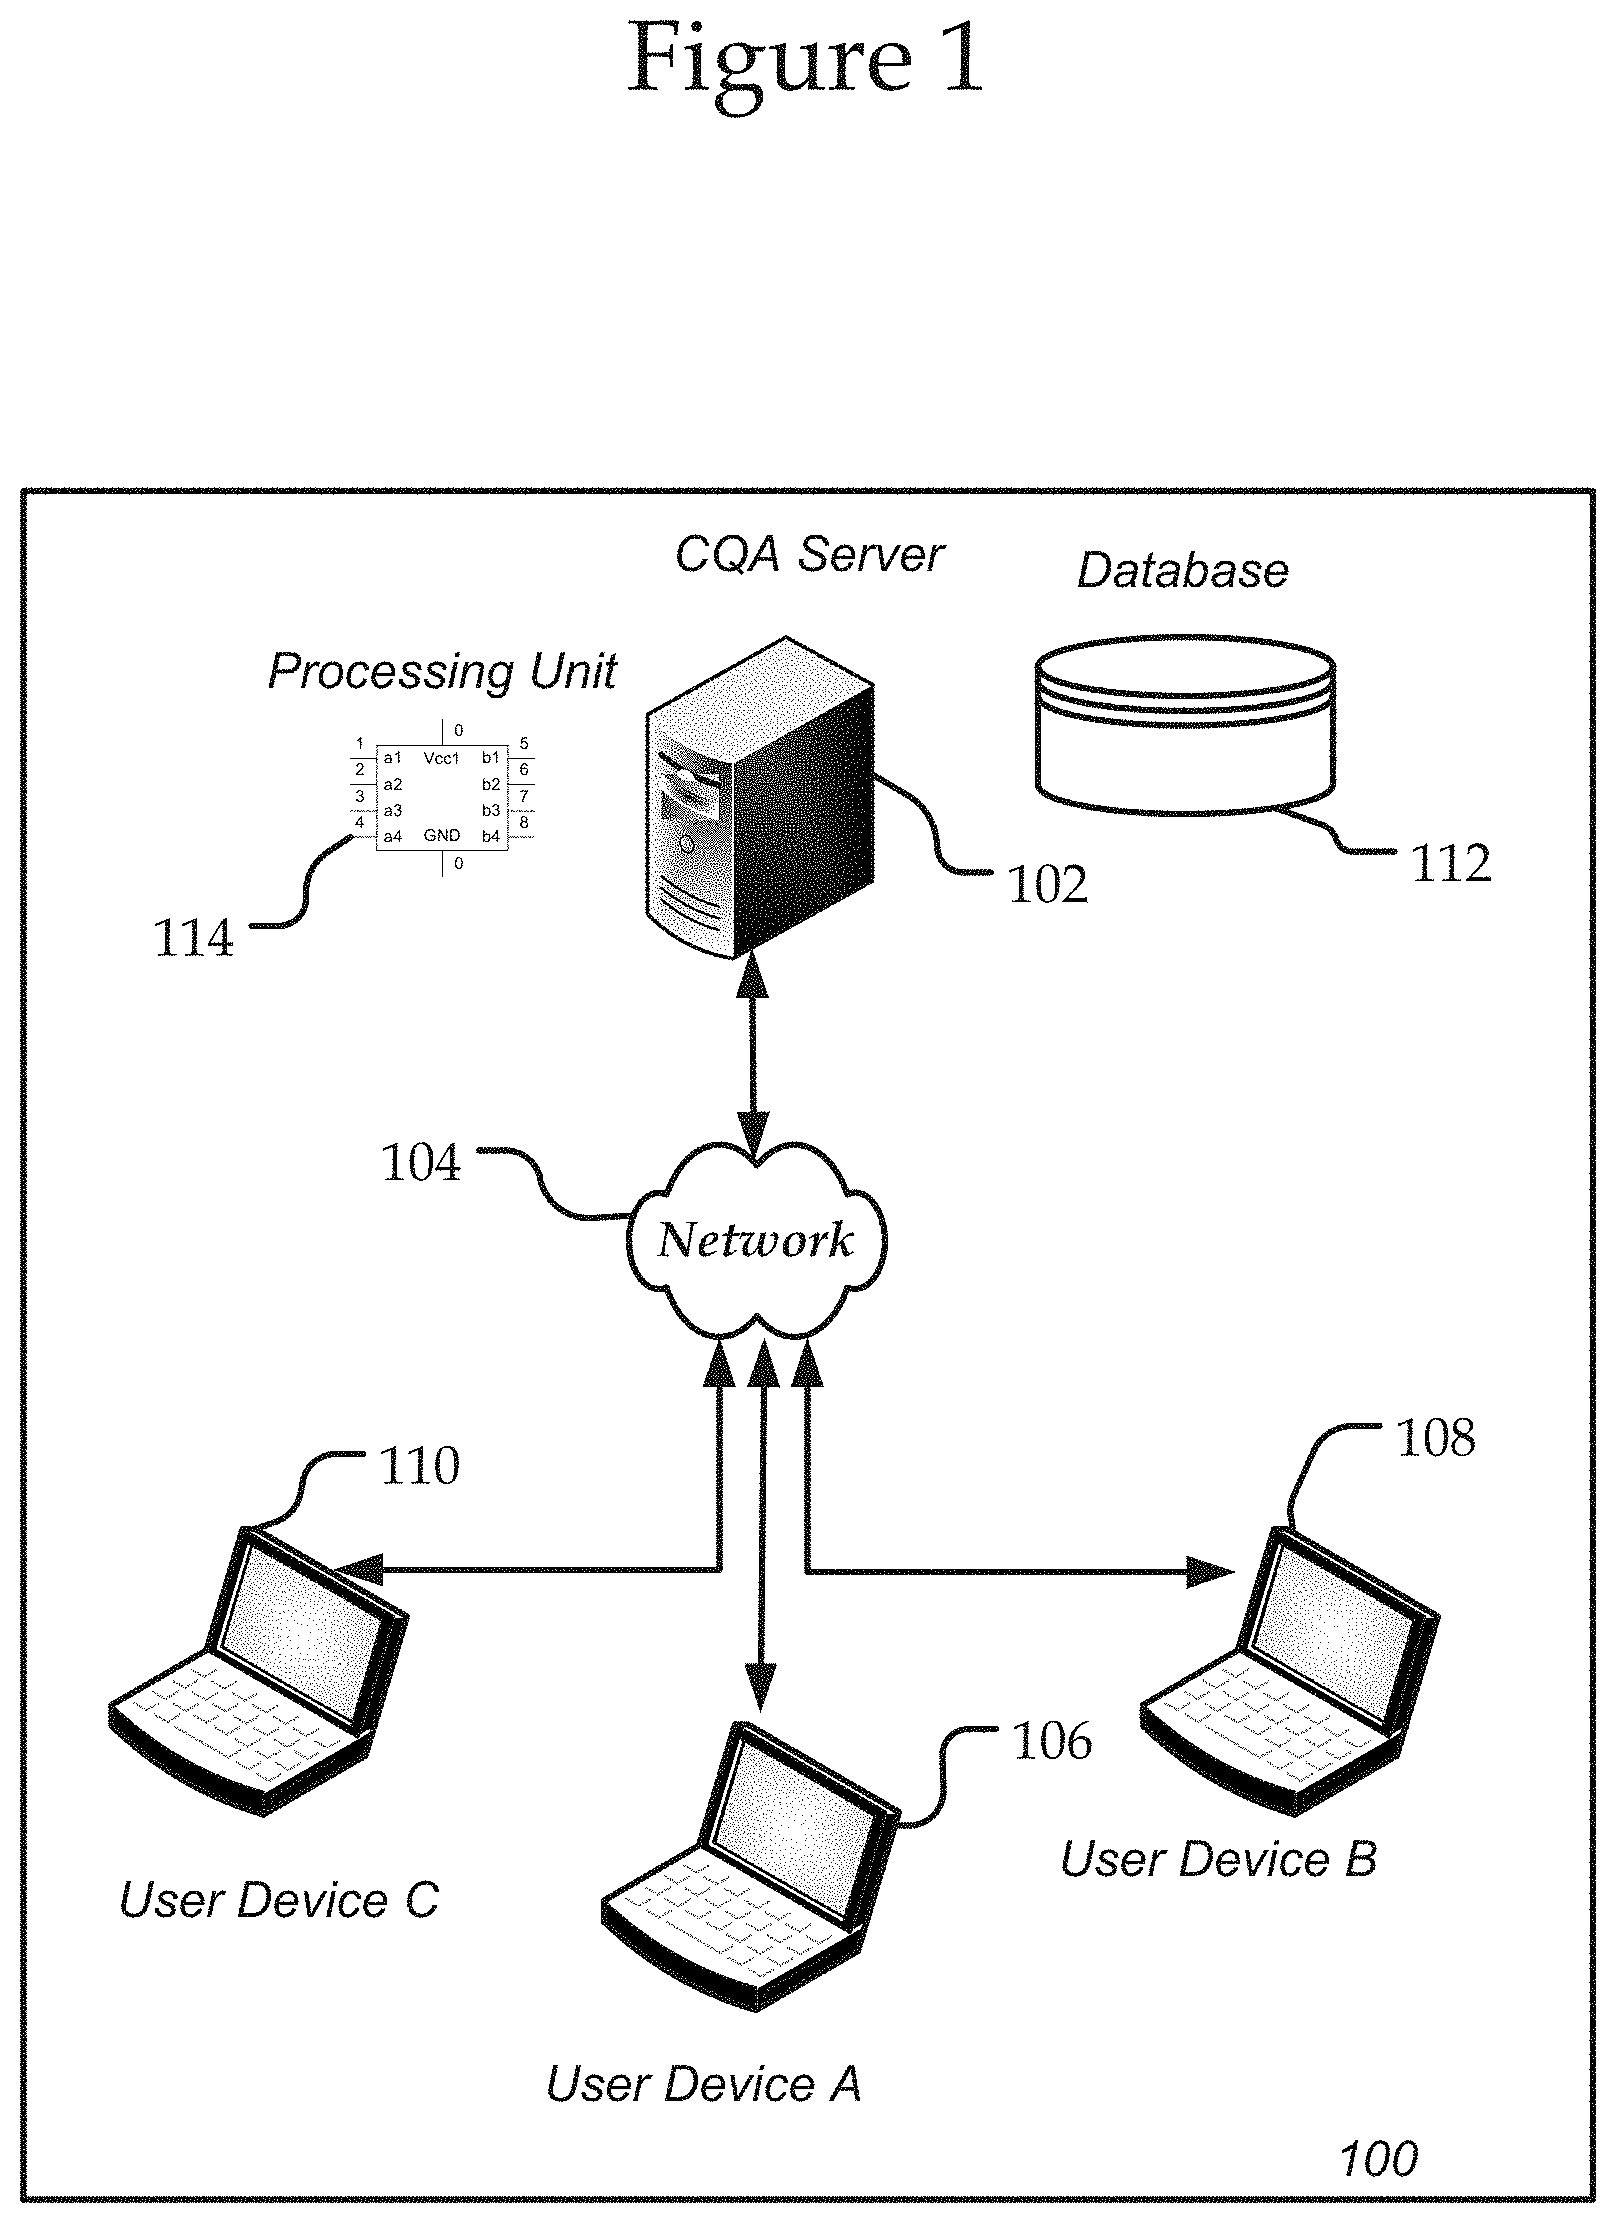 Figure 1
CQA Server
Database
Processing Unit
0
1 a1 Vcc1 b1 5
2 a2 b2 6
3 a3 b3 7
4 a4 GND b4 8
0
112
102
114
104
Network
108
110
106
User Device B
User Device C
User Device A
100